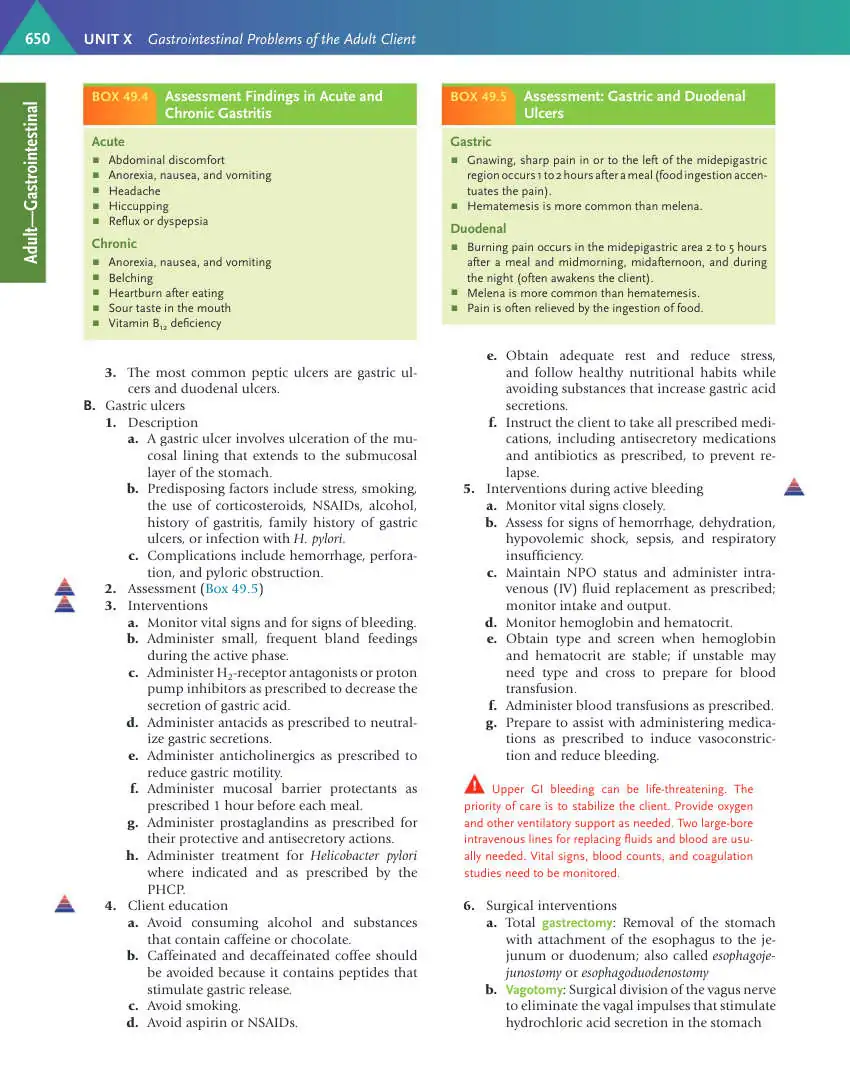 650 UNIT X Gastrointestinal Problems of the Adult Client
Adult—Gastrointestinal
BOX 49.4 Assessment Findings in Acute and
Chronic Gastritis
Acute
■ Abdominal discomfort
■ Anorexia, nausea, and vomiting
■ Headache
■ Hiccupping
■ Reflux or dyspepsia
Chronic
■ Anorexia, nausea, and vomiting
■ Belching
■ Heartburn after eating
■ Sour taste in the mouth
■ Vitamin B₁₂ deficiency
3. The most common peptic ulcers are gastric ul-
cers and duodenal ulcers.
B. Gastric ulcers
1. Description
a. A gastric ulcer involves ulceration of the mu-
cosal lining that extends to the submucosal
layer of the stomach.
b. Predisposing factors include stress, smoking,
the use of corticosteroids, NSAIDs, alcohol,
history of gastritis, family history of gastric
ulcers, or infection with H. pylori.
c. Complications include hemorrhage, perfora-
tion, and pyloric obstruction.
2. Assessment (Box 49.5)
3. Interventions
a. Monitor vital signs and for signs of bleeding.
b. Administer small, frequent bland feedings
during the active phase.
c. Administer H₂-receptor antagonists or proton
pump inhibitors as prescribed to decrease the
secretion of gastric acid.
d. Administer antacids as prescribed to neutral-
ize gastric secretions.
e. Administer anticholinergics as prescribed to
reduce gastric motility.
f. Administer mucosal barrier protectants as
prescribed 1 hour before each meal.
g. Administer prostaglandins as prescribed for
their protective and antisecretory actions.
h. Administer treatment for Helicobacter pylori
where indicated and as prescribed by the
PHCP.
4. Client education
a. Avoid consuming alcohol and substances
that contain caffeine or chocolate.
b. Caffeinated and decaffeinated coffee should
be avoided because it contains peptides that
stimulate gastric release.
c. Avoid smoking.
d. Avoid aspirin or NSAIDs.
BOX 49.5 Assessment: Gastric and Duodenal
Ulcers
Gastric
■ Gnawing, sharp pain in or to the left of the midepigastric
region occurs 1 to 2 hours after a meal (food ingestion accen-
tuates the pain).
■ Hematemesis is more common than melena.
Duodenal
■ Burning pain occurs in the midepigastric area 2 to 5 hours
after a meal and midmorning, midafternoon, and during
the night (often awakens the client).
■ Melena is more common than hematemesis.
■ Pain is often relieved by the ingestion of food.
e. Obtain adequate rest and reduce stress,
and follow healthy nutritional habits while
avoiding substances that increase gastric acid
secretions.
f. Instruct the client to take all prescribed medi-
cations, including antisecretory medications
and antibiotics as prescribed, to prevent re-
lapse.
5. Interventions during active bleeding
a. Monitor vital signs closely.
b. Assess for signs of hemorrhage, dehydration,
hypovolemic shock, sepsis, and respiratory
insufficiency.
c. Maintain NPO status and administer intra-
venous (IV) fluid replacement as prescribed;
monitor intake and output.
d. Monitor hemoglobin and hematocrit.
e. Obtain type and screen when hemoglobin
and hematocrit are stable; if unstable may
need type and cross to prepare for blood
transfusion.
f. Administer blood transfusions as prescribed.
g. Prepare to assist with administering medica-
tions as prescribed to induce vasoconstric-
tion and reduce bleeding.
! Upper GI bleeding can be life-threatening. The
priority of care is to stabilize the client. Provide oxygen
and other ventilatory support as needed. Two large-bore
intravenous lines for replacing fluids and blood are usu-
ally needed. Vital signs, blood counts, and coagulation
studies need to be monitored.
6. Surgical interventions
a. Total gastrectomy: Removal of the stomach
with attachment of the esophagus to the je-
junum or duodenum; also called esophagoje-
junostomy or esophagoduodenostomy
b. Vagotomy: Surgical division of the vagus nerve
to eliminate the vagal impulses that stimulate
hydrochloric acid secretion in the stomach